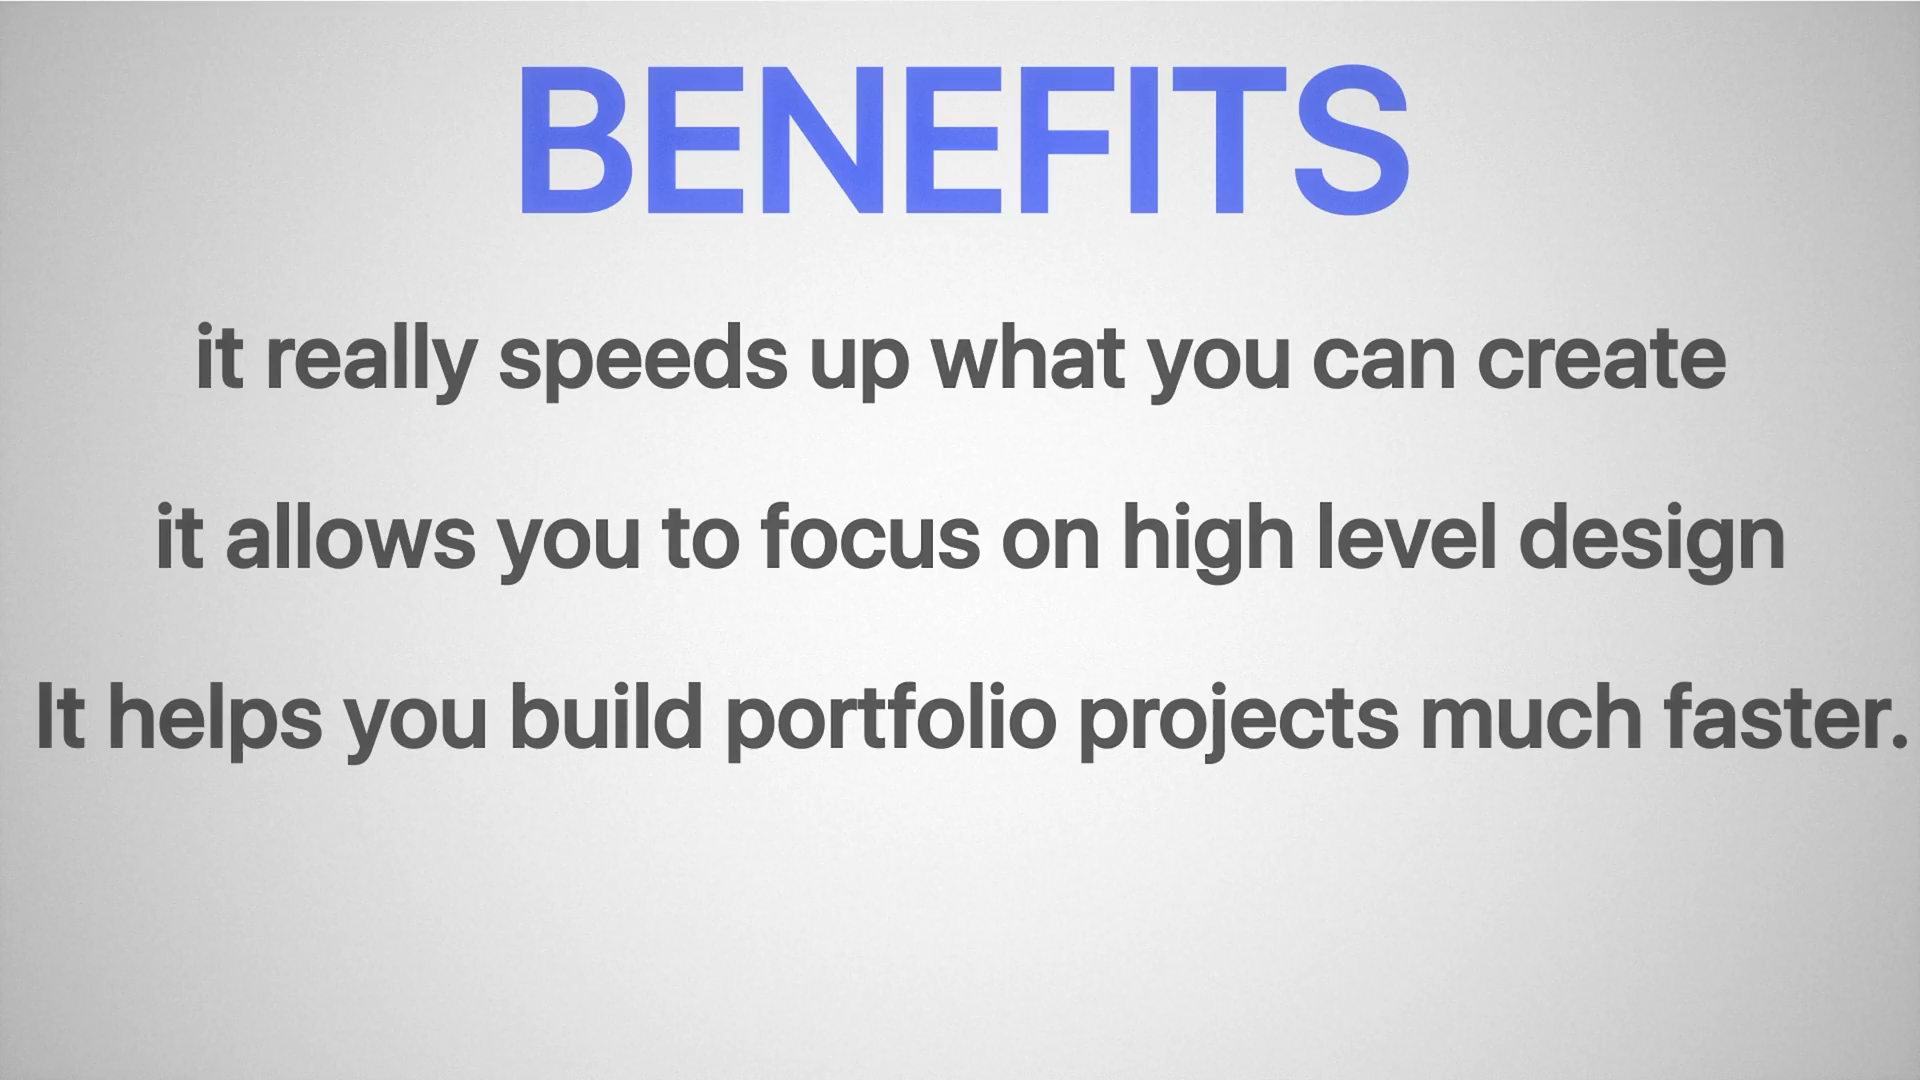 BENEFITS
it really speeds up what you can create
it allows you to focus on high level design
It helps you build portfolio projects much faster.